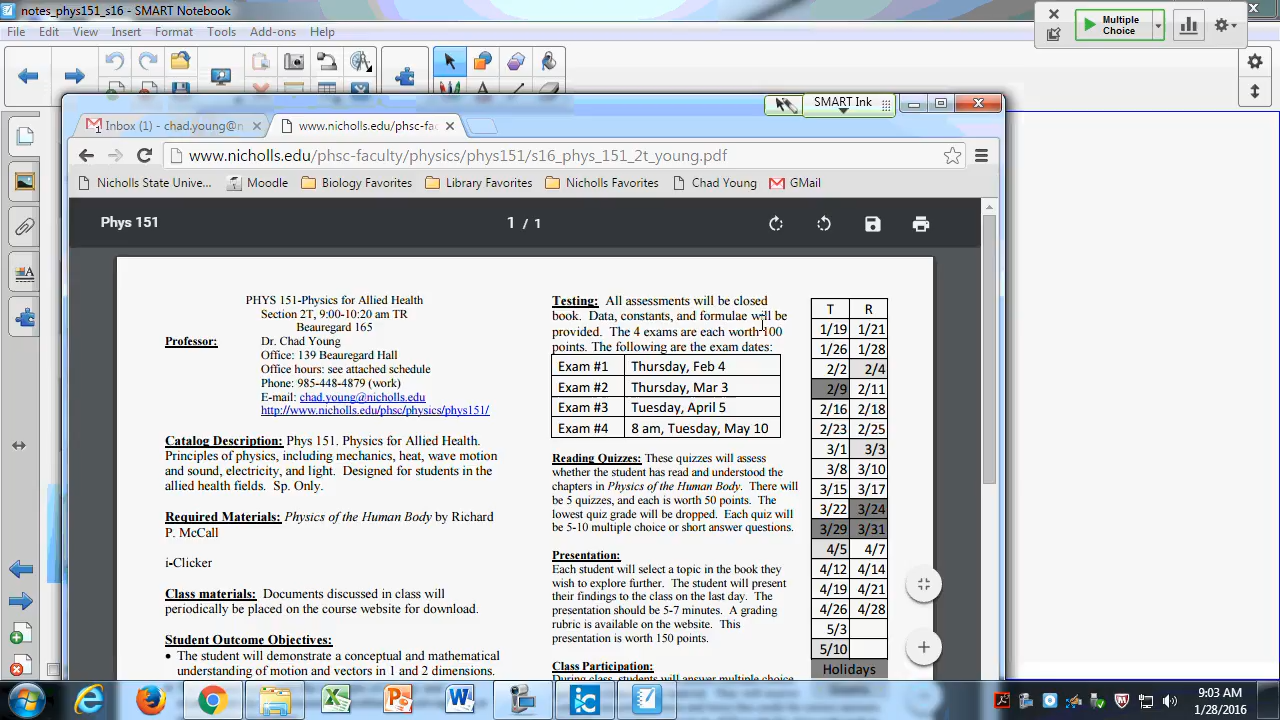 notes_phys151_s16 - SMART Notebook
File Edit View Insert Format Tools Add-ons Help
Multiple Choice
SMART Ink
Inbox (1) - chad.young@n
www.nicholls.edu/phsc-fac
www.nicholls.edu/phsc-faculty/physics/phys151/s16_phys_151_2t_young.pdf
Nicholls State Unive... Moodle Biology Favorites Library Favorites Nicholls Favorites Chad Young GMail
Phys 151
1 / 1
PHYS 151-Physics for Allied Health
Section 2T, 9:00-10:20 am TR
Beauregard 165
Professor: Dr. Chad Young
Office: 139 Beauregard Hall
Office hours: see attached schedule
Phone: 985-448-4879 (work)
E-mail: chad.young@nicholls.edu
http://www.nicholls.edu/phsc/physics/phys151/
Catalog Description: Phys 151. Physics for Allied Health.
Principles of physics, including mechanics, heat, wave motion
and sound, electricity, and light. Designed for students in the
allied health fields. Sp. Only.
Required Materials: Physics of the Human Body by Richard
P. McCall
i-Clicker
Class materials: Documents discussed in class will
periodically be placed on the course website for download.
Student Outcome Objectives:
• The student will demonstrate a conceptual and mathematical
understanding of motion and vectors in 1 and 2 dimensions.
Testing: All assessments will be closed
book. Data, constants, and formulae will be
provided. The 4 exams are each worth 100
points. The following are the exam dates:
Exam #1 Thursday, Feb 4
Exam #2 Thursday, Mar 3
Exam #3 Tuesday, April 5
Exam #4 8 am, Tuesday, May 10
Reading Quizzes: These quizzes will assess
whether the student has read and understood the
chapters in Physics of the Human Body. There will
be 5 quizzes, and each is worth 50 points. The
lowest quiz grade will be dropped. Each quiz will
be 5-10 multiple choice or short answer questions.
Presentation:
Each student will select a topic in the book they
wish to explore further. The student will present
their findings to the class on the last day. The
presentation should be 5-7 minutes. A grading
rubric is available on the website. This
presentation is worth 150 points.
Class Participation:
During class, students will answer multiple choice
T R
1/19 1/21
1/26 1/28
2/2 2/4
2/9 2/11
2/16 2/18
2/23 2/25
3/1 3/3
3/8 3/10
3/15 3/17
3/22 3/24
3/29 3/31
4/5 4/7
4/12 4/14
4/19 4/21
4/26 4/28
5/3
5/10
Holidays
9:03 AM
1/28/2016